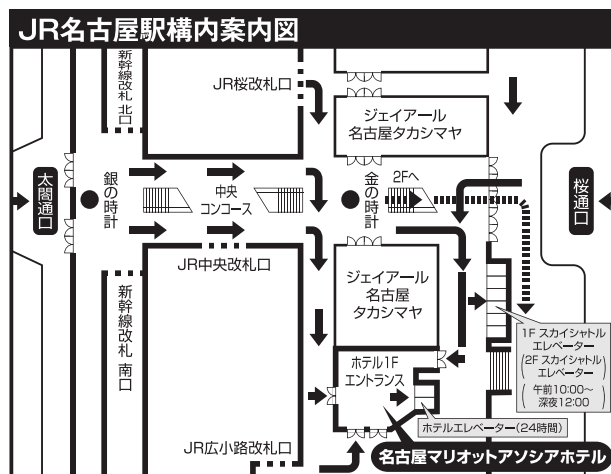 JR名古屋駅構内案内図
新幹線改札 北口
JR桜改札口
ジェイアール
名古屋タカシマヤ
太閤通口
銀の時計
中央
コンコース
金の時計
2Fへ
桜通口
JR中央改札口
新幹線改札 南口
ジェイアール
名古屋
タカシマヤ
1F スカイシャトル
エレベーター
(2F スカイシャトル
エレベーター)
(午前10:00〜
深夜12:00)
ホテル1F
エントランス
ホテルエレベーター(24時間)
JR広小路改札口
名古屋マリオットアソシアホテル